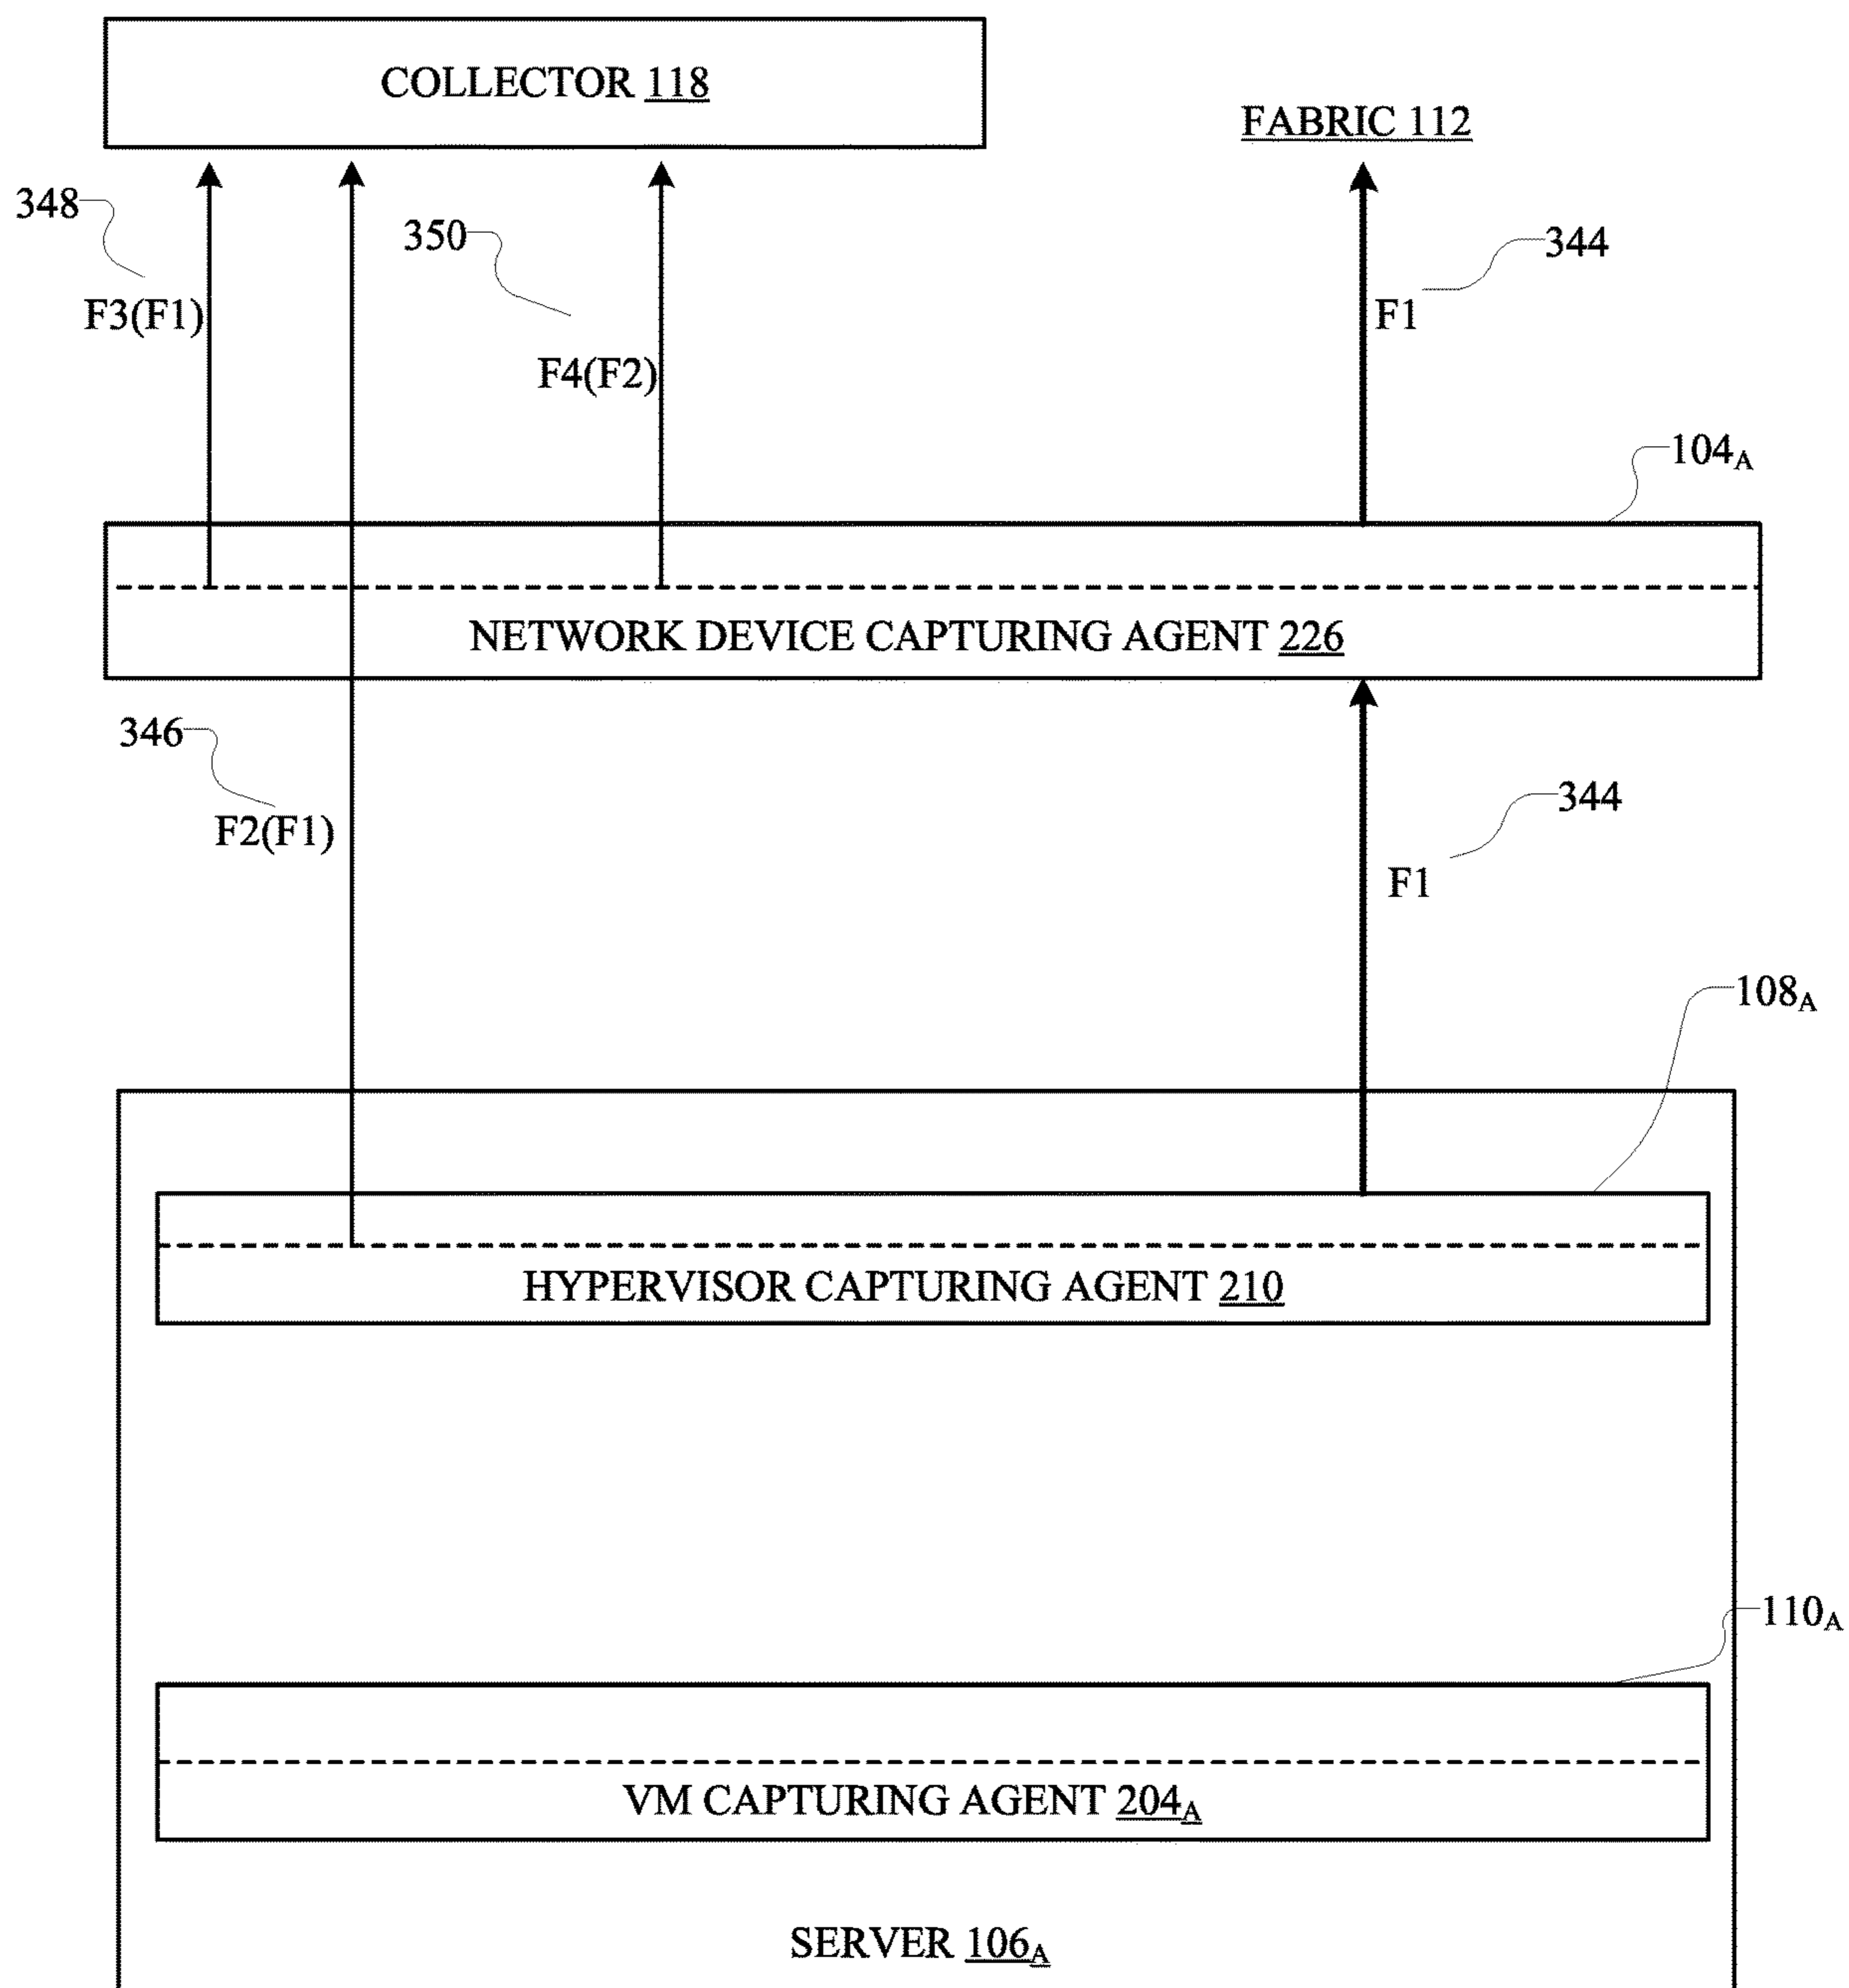 COLLECTOR 118
FABRIC 112
348
350
344
F3(F1)
F1
F4(F2)
104A
NETWORK DEVICE CAPTURING AGENT 226
346
344
F2(F1)
F1
108A
HYPERVISOR CAPTURING AGENT 210
110A
VM CAPTURING AGENT 204A
SERVER 106A